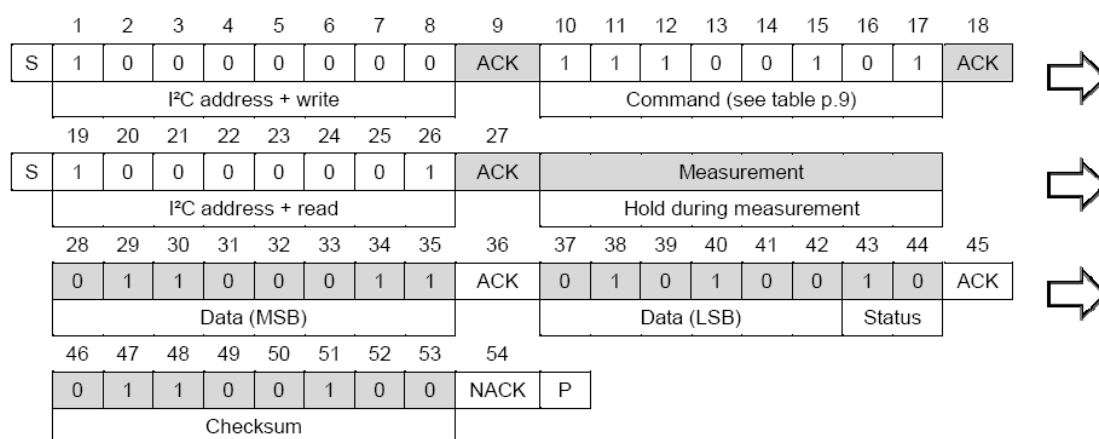 1 2 3 4 5 6 7 8 9 10 11 12 13 14 15 16 17 18
S 1 0 0 0 0 0 0 0 ACK 1 1 1 0 0 1 0 1 ACK
I²C address + write Command (see table p.9)
19 20 21 22 23 24 25 26 27
S 1 0 0 0 0 0 0 1 ACK Measurement
I²C address + read Hold during measurement
28 29 30 31 32 33 34 35 36 37 38 39 40 41 42 43 44 45
0 1 1 0 0 0 1 1 ACK 0 1 0 1 0 0 1 0 ACK
Data (MSB) Data (LSB) Status
46 47 48 49 50 51 52 53 54
0 1 1 0 0 1 0 0 NACK P
Checksum